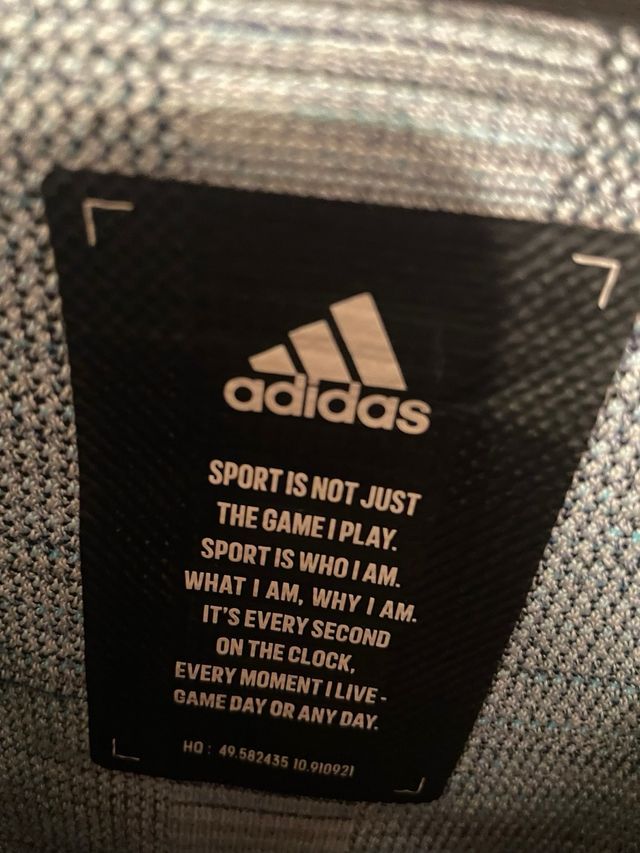 adidas
SPORT IS NOT JUST
THE GAME I PLAY.
SPORT IS WHO I AM.
WHAT I AM, WHY I AM.
IT'S EVERY SECOND
ON THE CLOCK,
EVERY MOMENT I LIVE -
GAME DAY OR ANY DAY.
HQ : 49.582435 10.910921